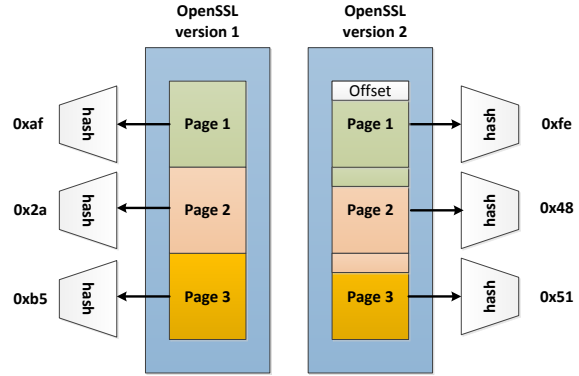 OpenSSL
version 1
OpenSSL
version 2
Offset
0xaf
hash
Page 1
Page 1
hash
0xfe
0x2a
hash
Page 2
Page 2
hash
0x48
0xb5
hash
Page 3
Page 3
hash
0x51